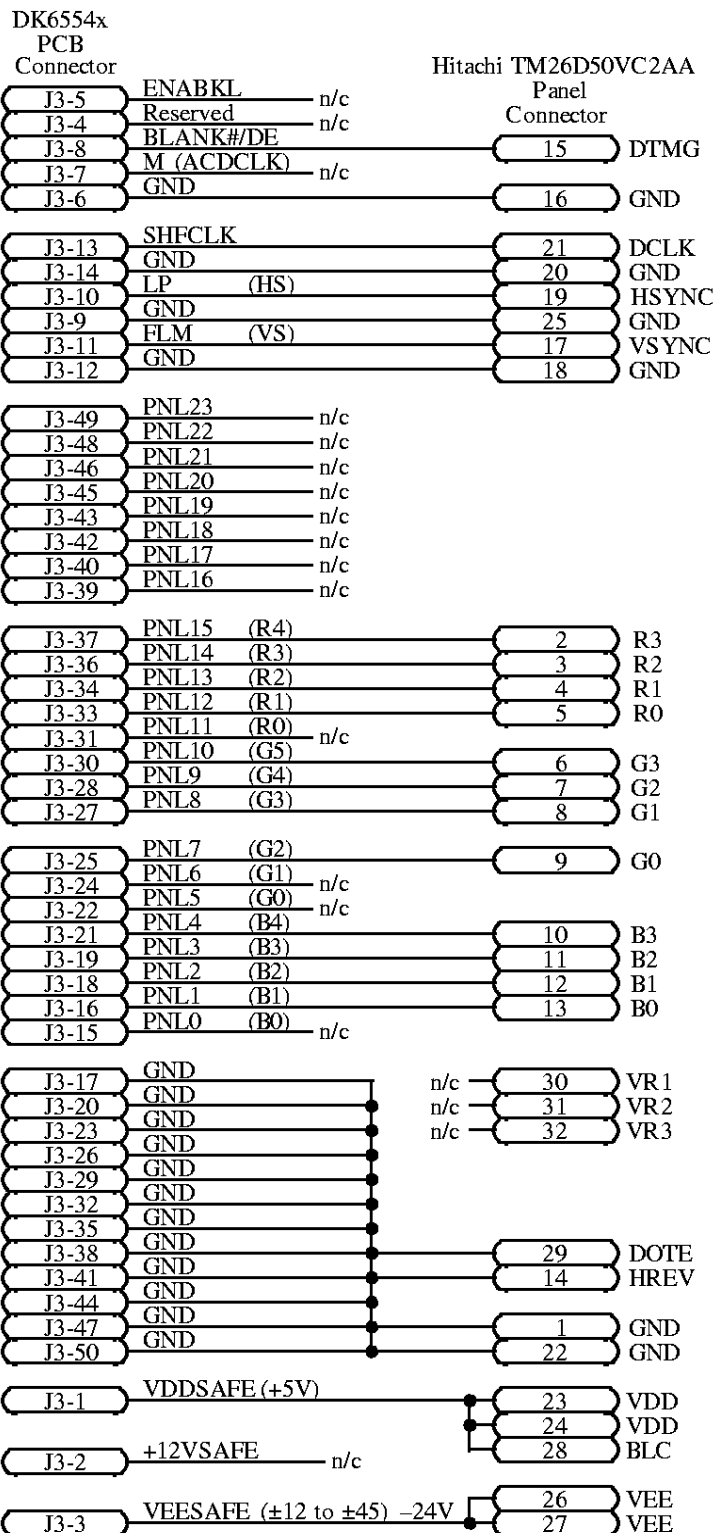 DK6554x
PCB
Connector
Hitachi TM26D50VC2AA
Panel
Connector
J3-5 ENABKL n/c
J3-4 Reserved n/c
J3-8 BLANK#/DE 15 DTMG
J3-7 M (ACDCLK) n/c
J3-6 GND 16 GND
J3-13 SHFCLK 21 DCLK
J3-14 GND 20 GND
J3-10 LP (HS) 19 HSYNC
J3-9 GND 25 GND
J3-11 FLM (VS) 17 VSYNC
J3-12 GND 18 GND
J3-49 PNL23 n/c
J3-48 PNL22 n/c
J3-46 PNL21 n/c
J3-45 PNL20 n/c
J3-43 PNL19 n/c
J3-42 PNL18 n/c
J3-40 PNL17 n/c
J3-39 PNL16 n/c
J3-37 PNL15 (R4) 2 R3
J3-36 PNL14 (R3) 3 R2
J3-34 PNL13 (R2) 4 R1
J3-33 PNL12 (R1) 5 R0
J3-31 PNL11 (R0) n/c
J3-30 PNL10 (G5) 6 G3
J3-28 PNL9 (G4) 7 G2
J3-27 PNL8 (G3) 8 G1
J3-25 PNL7 (G2) 9 G0
J3-24 PNL6 (G1) n/c
J3-22 PNL5 (G0) n/c
J3-21 PNL4 (B4) 10 B3
J3-19 PNL3 (B3) 11 B2
J3-18 PNL2 (B2) 12 B1
J3-16 PNL1 (B1) 13 B0
J3-15 PNL0 (B0) n/c
J3-17 GND n/c 30 VR1
J3-20 GND n/c 31 VR2
J3-23 GND n/c 32 VR3
J3-26 GND
J3-29 GND
J3-32 GND
J3-35 GND
J3-38 GND 29 DOTE
J3-41 GND 14 HREV
J3-44 GND
J3-47 GND 1 GND
J3-50 GND 22 GND
J3-1 VDDSAFE (+5V) 23 VDD
24 VDD
28 BLC
J3-2 +12VSAFE n/c
26 VEE
J3-3 VEESAFE (±12 to ±45) –24V 27 VEE